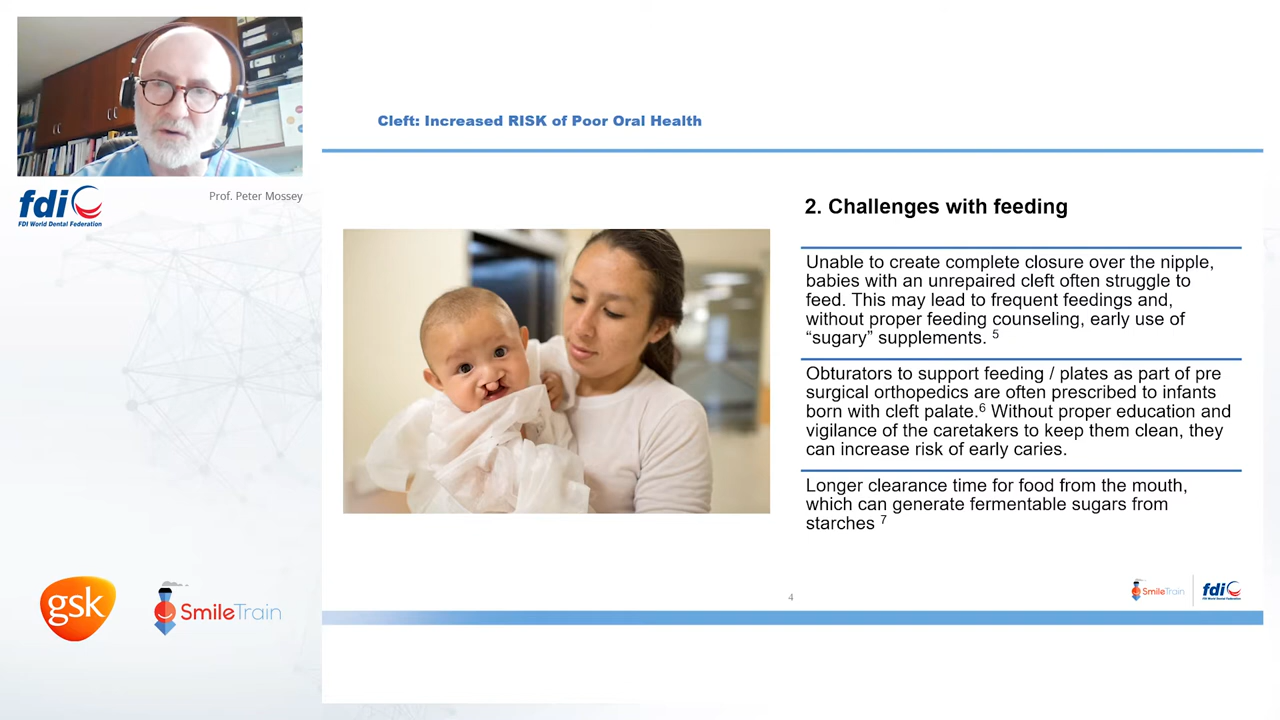 Cleft: Increased RISK of Poor Oral Health
fdi
FDI World Dental Federation
Prof. Peter Mossey
2. Challenges with feeding
Unable to create complete closure over the nipple,
babies with an unrepaired cleft often struggle to
feed. This may lead to frequent feedings and,
without proper feeding counseling, early use of
“sugary” supplements. 5
Obturators to support feeding / plates as part of pre
surgical orthopedics are often prescribed to infants
born with cleft palate.6 Without proper education and
vigilance of the caretakers to keep them clean, they
can increase risk of early caries.
Longer clearance time for food from the mouth,
which can generate fermentable sugars from
starches 7
gsk
SmileTrain
4
SmileTrain
fdi
FDI World Dental Federation